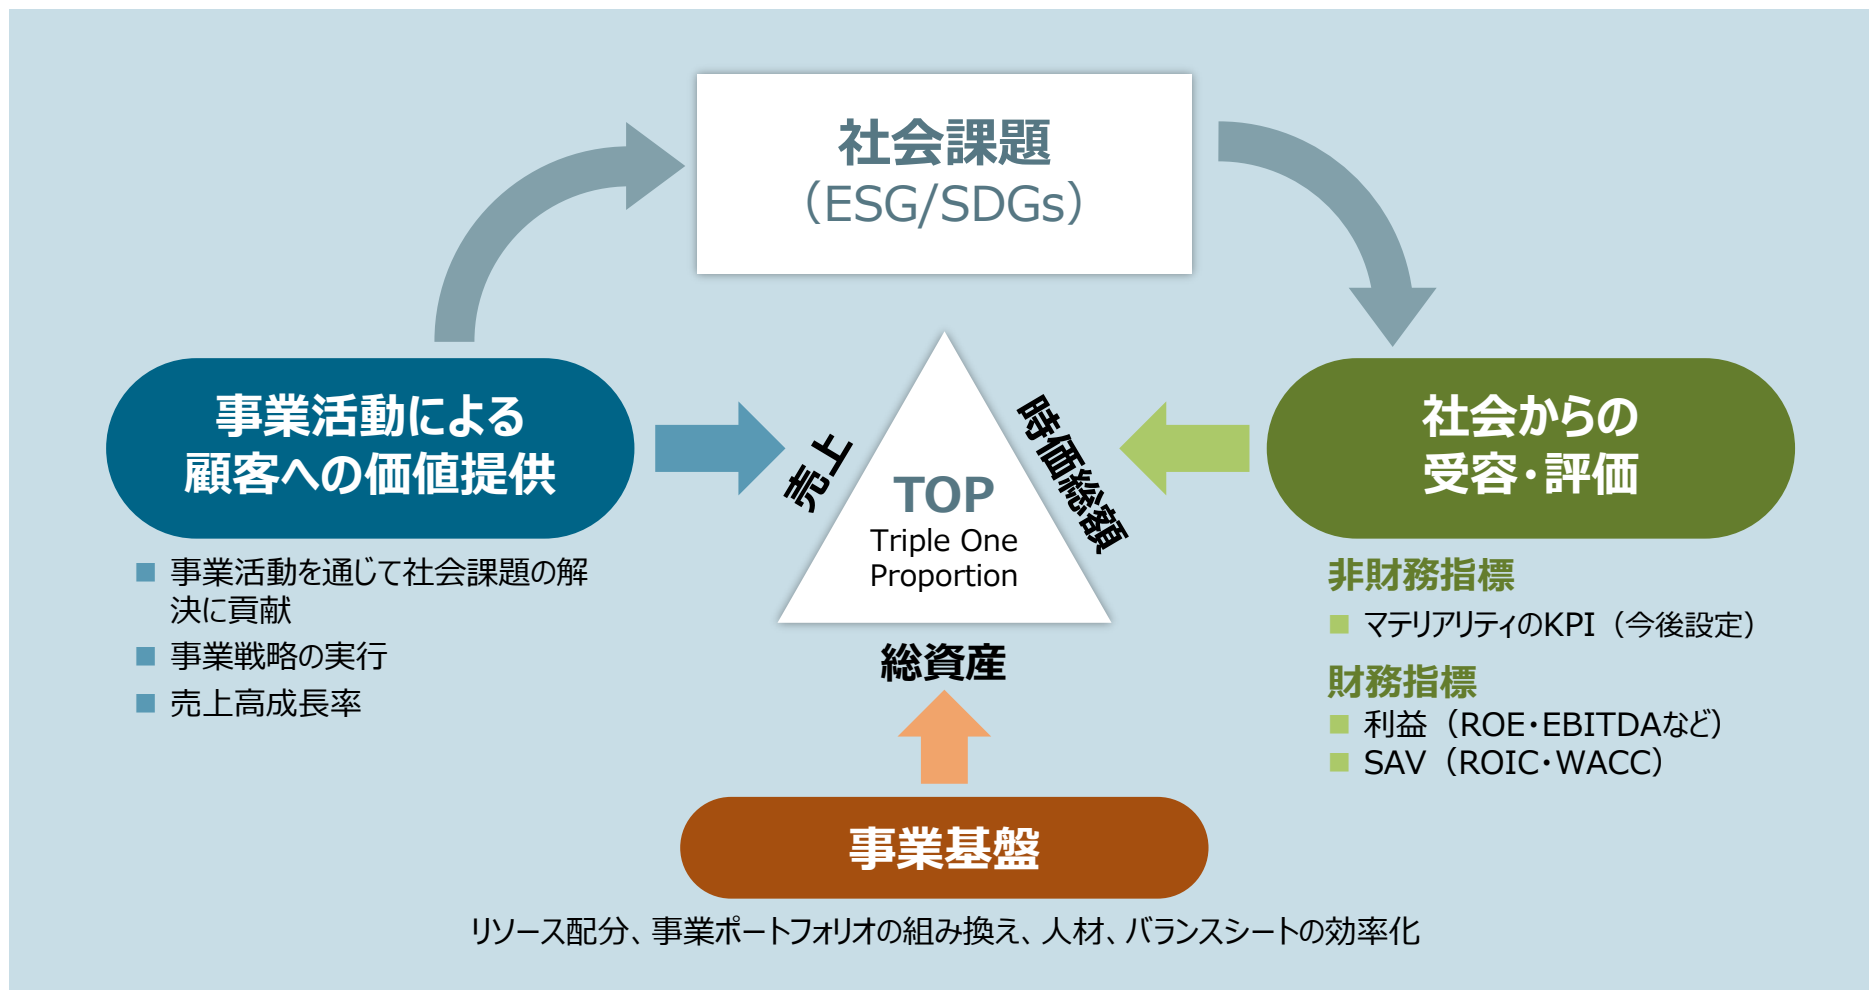 社会課題
（ESG/SDGs）
事業活動による
顧客への価値提供
事業活動を通じて社会課題の解
決に貢献
事業戦略の実行
売上高成長率
売上
TOP
Triple One
Proportion
時価総額
総資産
社会からの
受容・評価
非財務指標
マテリアリティのKPI（今後設定）
財務指標
利益（ROE・EBITDAなど）
SAV（ROIC・WACC）
事業基盤
リソース配分、事業ポートフォリオの組み換え、人材、バランスシートの効率化